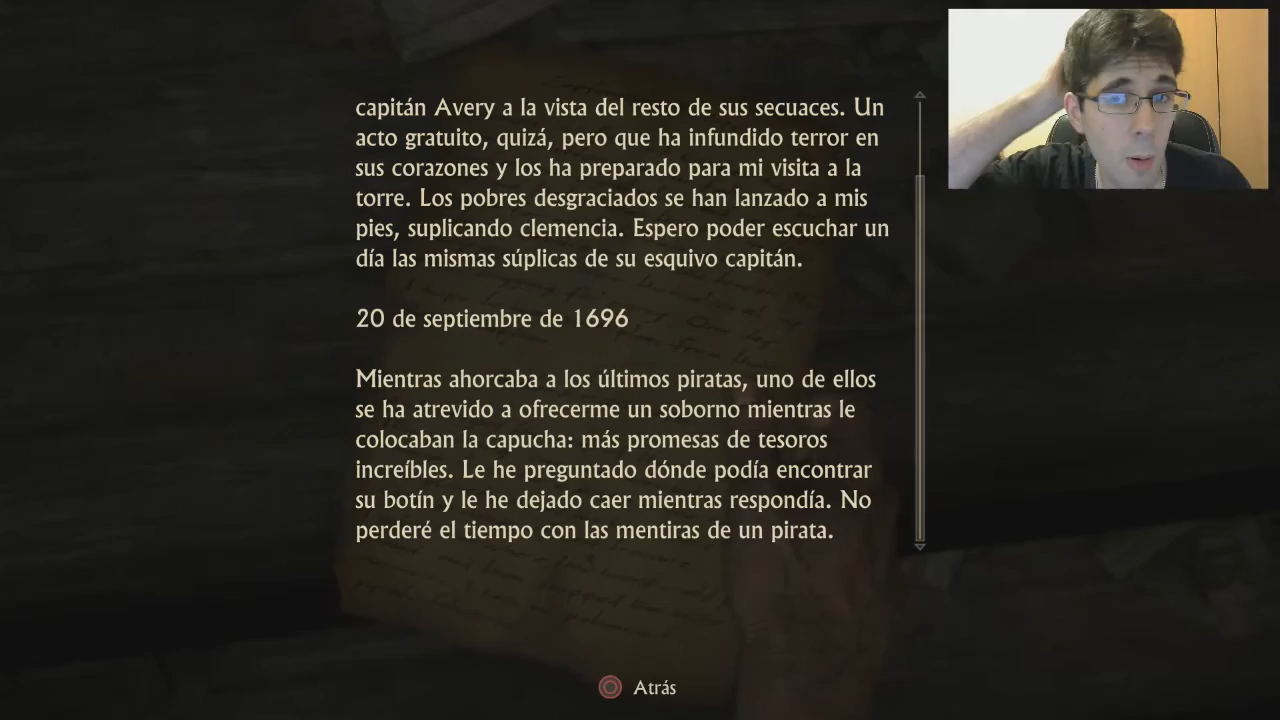 capitán Avery a la vista del resto de sus secuaces. Un
acto gratuito, quizá, pero que ha infundido terror en
sus corazones y los ha preparado para mi visita a la
torre. Los pobres desgraciados se han lanzado a mis
pies, suplicando clemencia. Espero poder escuchar un
día las mismas súplicas de su esquivo capitán.
20 de septiembre de 1696
Mientras ahorcaba a los últimos piratas, uno de ellos
se ha atrevido a ofrecerme un soborno mientras le
colocaban la capucha: más promesas de tesoros
increíbles. Le he preguntado dónde podía encontrar
su botín y le he dejado caer mientras respondía. No
perderé el tiempo con las mentiras de un pirata.
Atrás